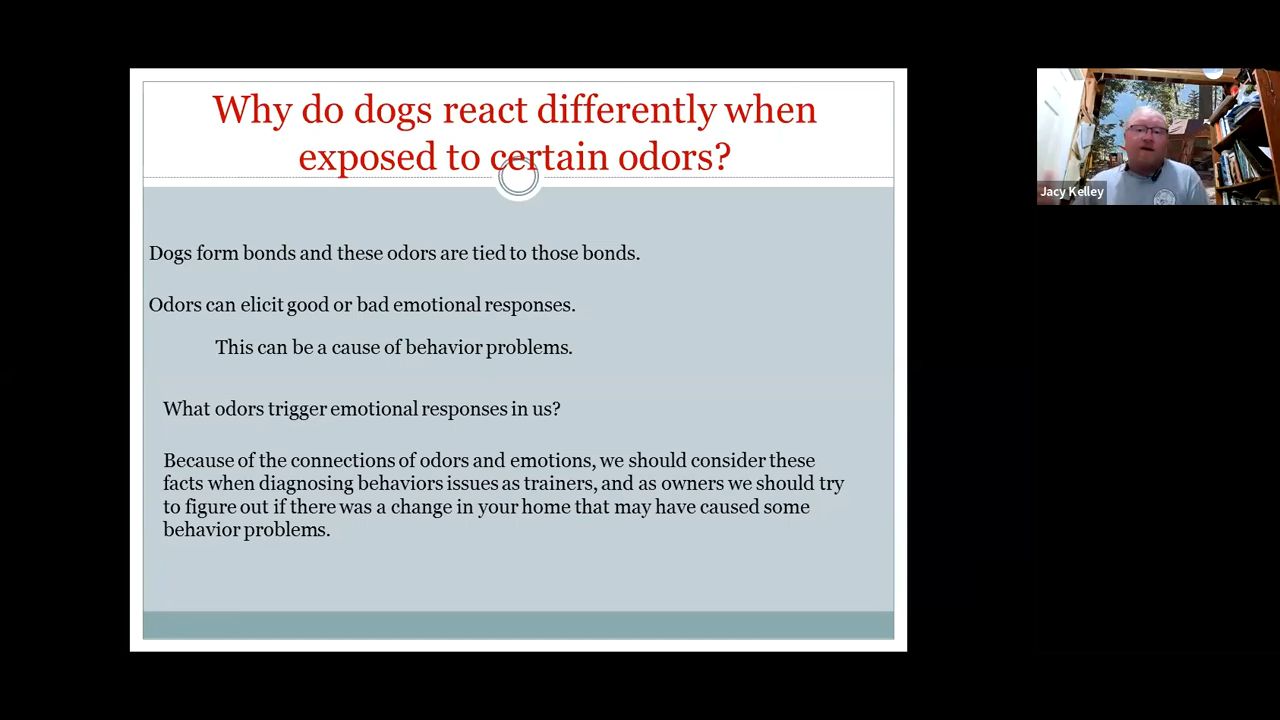 Why do dogs react differently when
exposed to certain odors?
Jacy Kelley
Dogs form bonds and these odors are tied to those bonds.
Odors can elicit good or bad emotional responses.
This can be a cause of behavior problems.
What odors trigger emotional responses in us?
Because of the connections of odors and emotions, we should consider these
facts when diagnosing behaviors issues as trainers, and as owners we should try
to figure out if there was a change in your home that may have caused some
behavior problems.